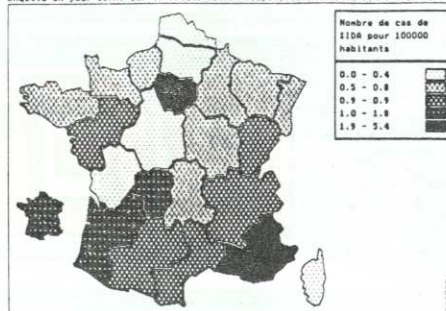 Nombre de cas de
IIDA pour 100000
habitants
0.0 - 0.4
0.5 - 0.8
0.9 - 0.9
1.0 - 1.8
1.9 - 5.4